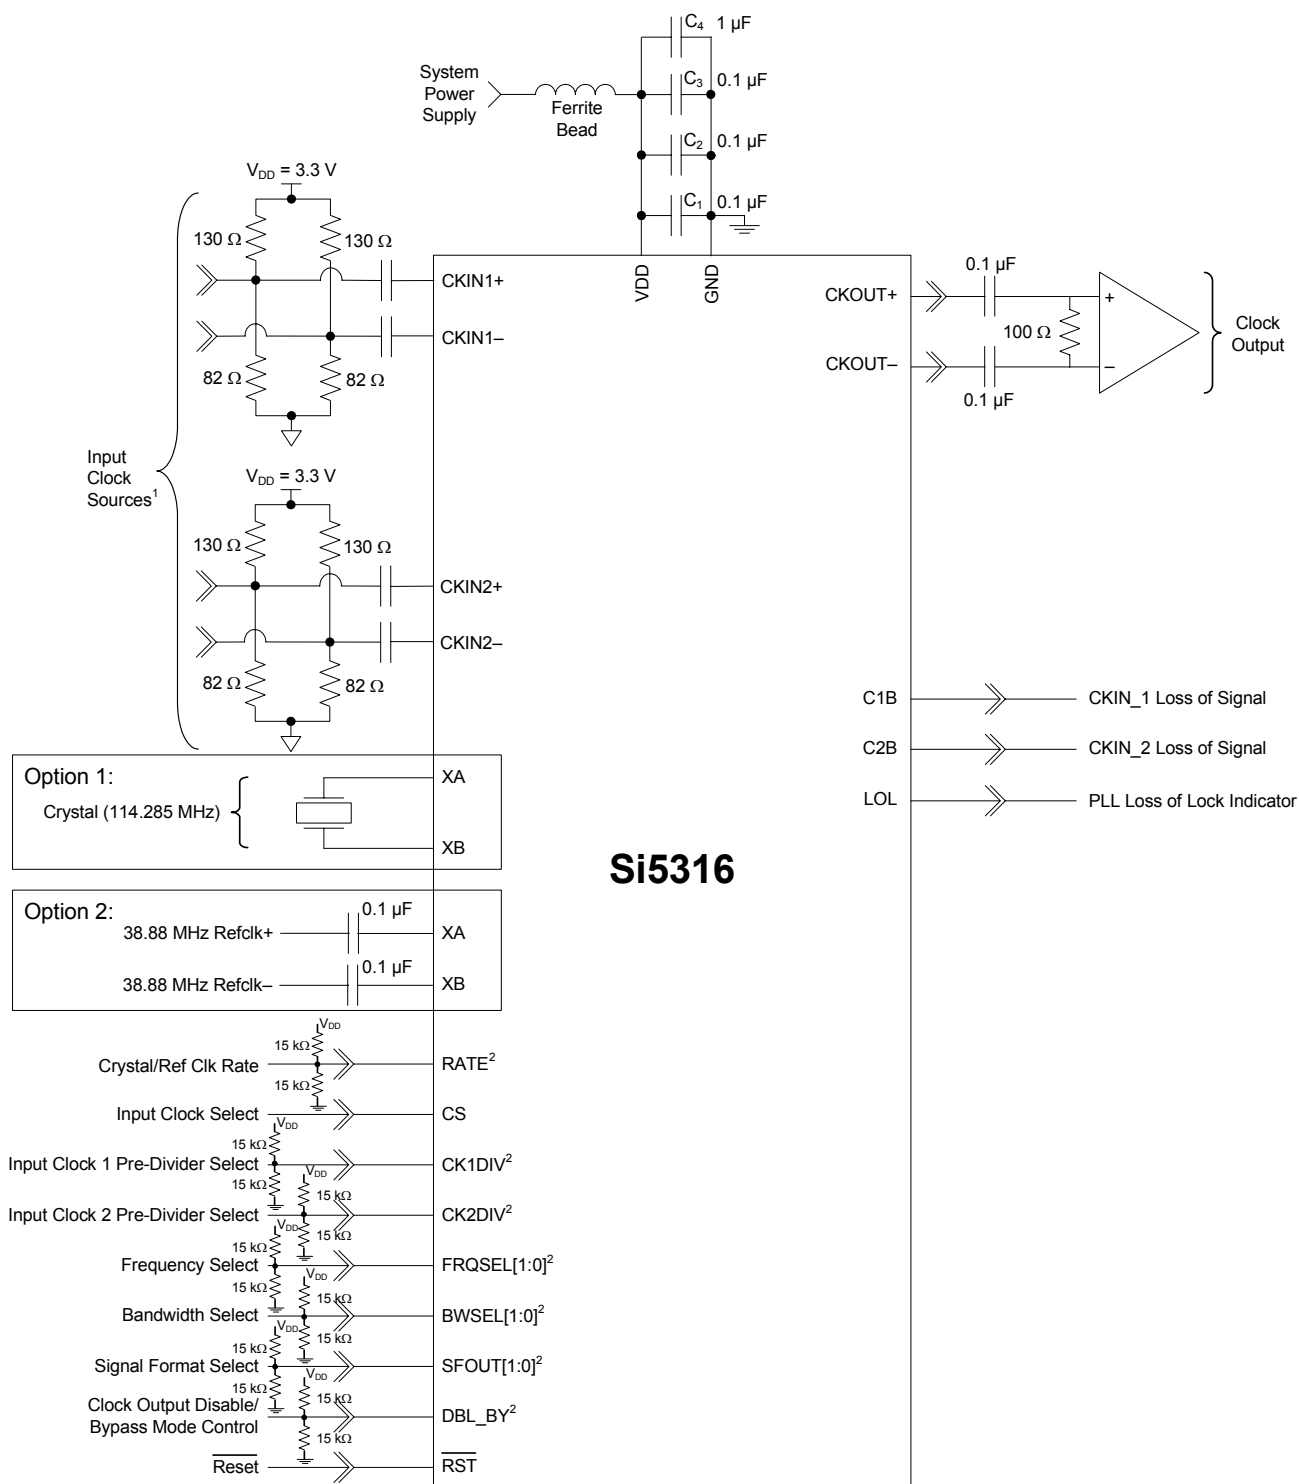 C4 1 µF
System
Power
Supply
Ferrite
Bead
C3 0.1 µF
C2 0.1 µF
C1 0.1 µF
VDD
GND
VDD = 3.3 V
130 Ω
130 Ω
CKIN1+
CKIN1–
82 Ω
82 Ω
Input
Clock
Sources1
VDD = 3.3 V
130 Ω
130 Ω
CKIN2+
CKIN2–
82 Ω
82 Ω
CKOUT+
0.1 µF
+
100 Ω
Clock
Output
CKOUT–
–
0.1 µF
C1B
CKIN_1 Loss of Signal
C2B
CKIN_2 Loss of Signal
LOL
PLL Loss of Lock Indicator
Option 1:
Crystal (114.285 MHz)
XA
XB
Si5316
Option 2:
0.1 µF
38.88 MHz Refclk+
XA
0.1 µF
38.88 MHz Refclk–
XB
VDD
15 kΩ
Crystal/Ref Clk Rate
RATE2
15 kΩ
Input Clock Select
CS
VDD
15 kΩ
Input Clock 1 Pre-Divider Select
CK1DIV2
15 kΩ
VDD
15 kΩ
Input Clock 2 Pre-Divider Select
CK2DIV2
15 kΩ
VDD
15 kΩ
Frequency Select
FRQSEL[1:0]2
15 kΩ
VDD
15 kΩ
Bandwidth Select
BWSEL[1:0]2
15 kΩ
VDD
15 kΩ
Signal Format Select
SFOUT[1:0]2
15 kΩ
VDD
15 kΩ
Clock Output Disable/
Bypass Mode Control
DBL_BY2
15 kΩ
Reset
RST